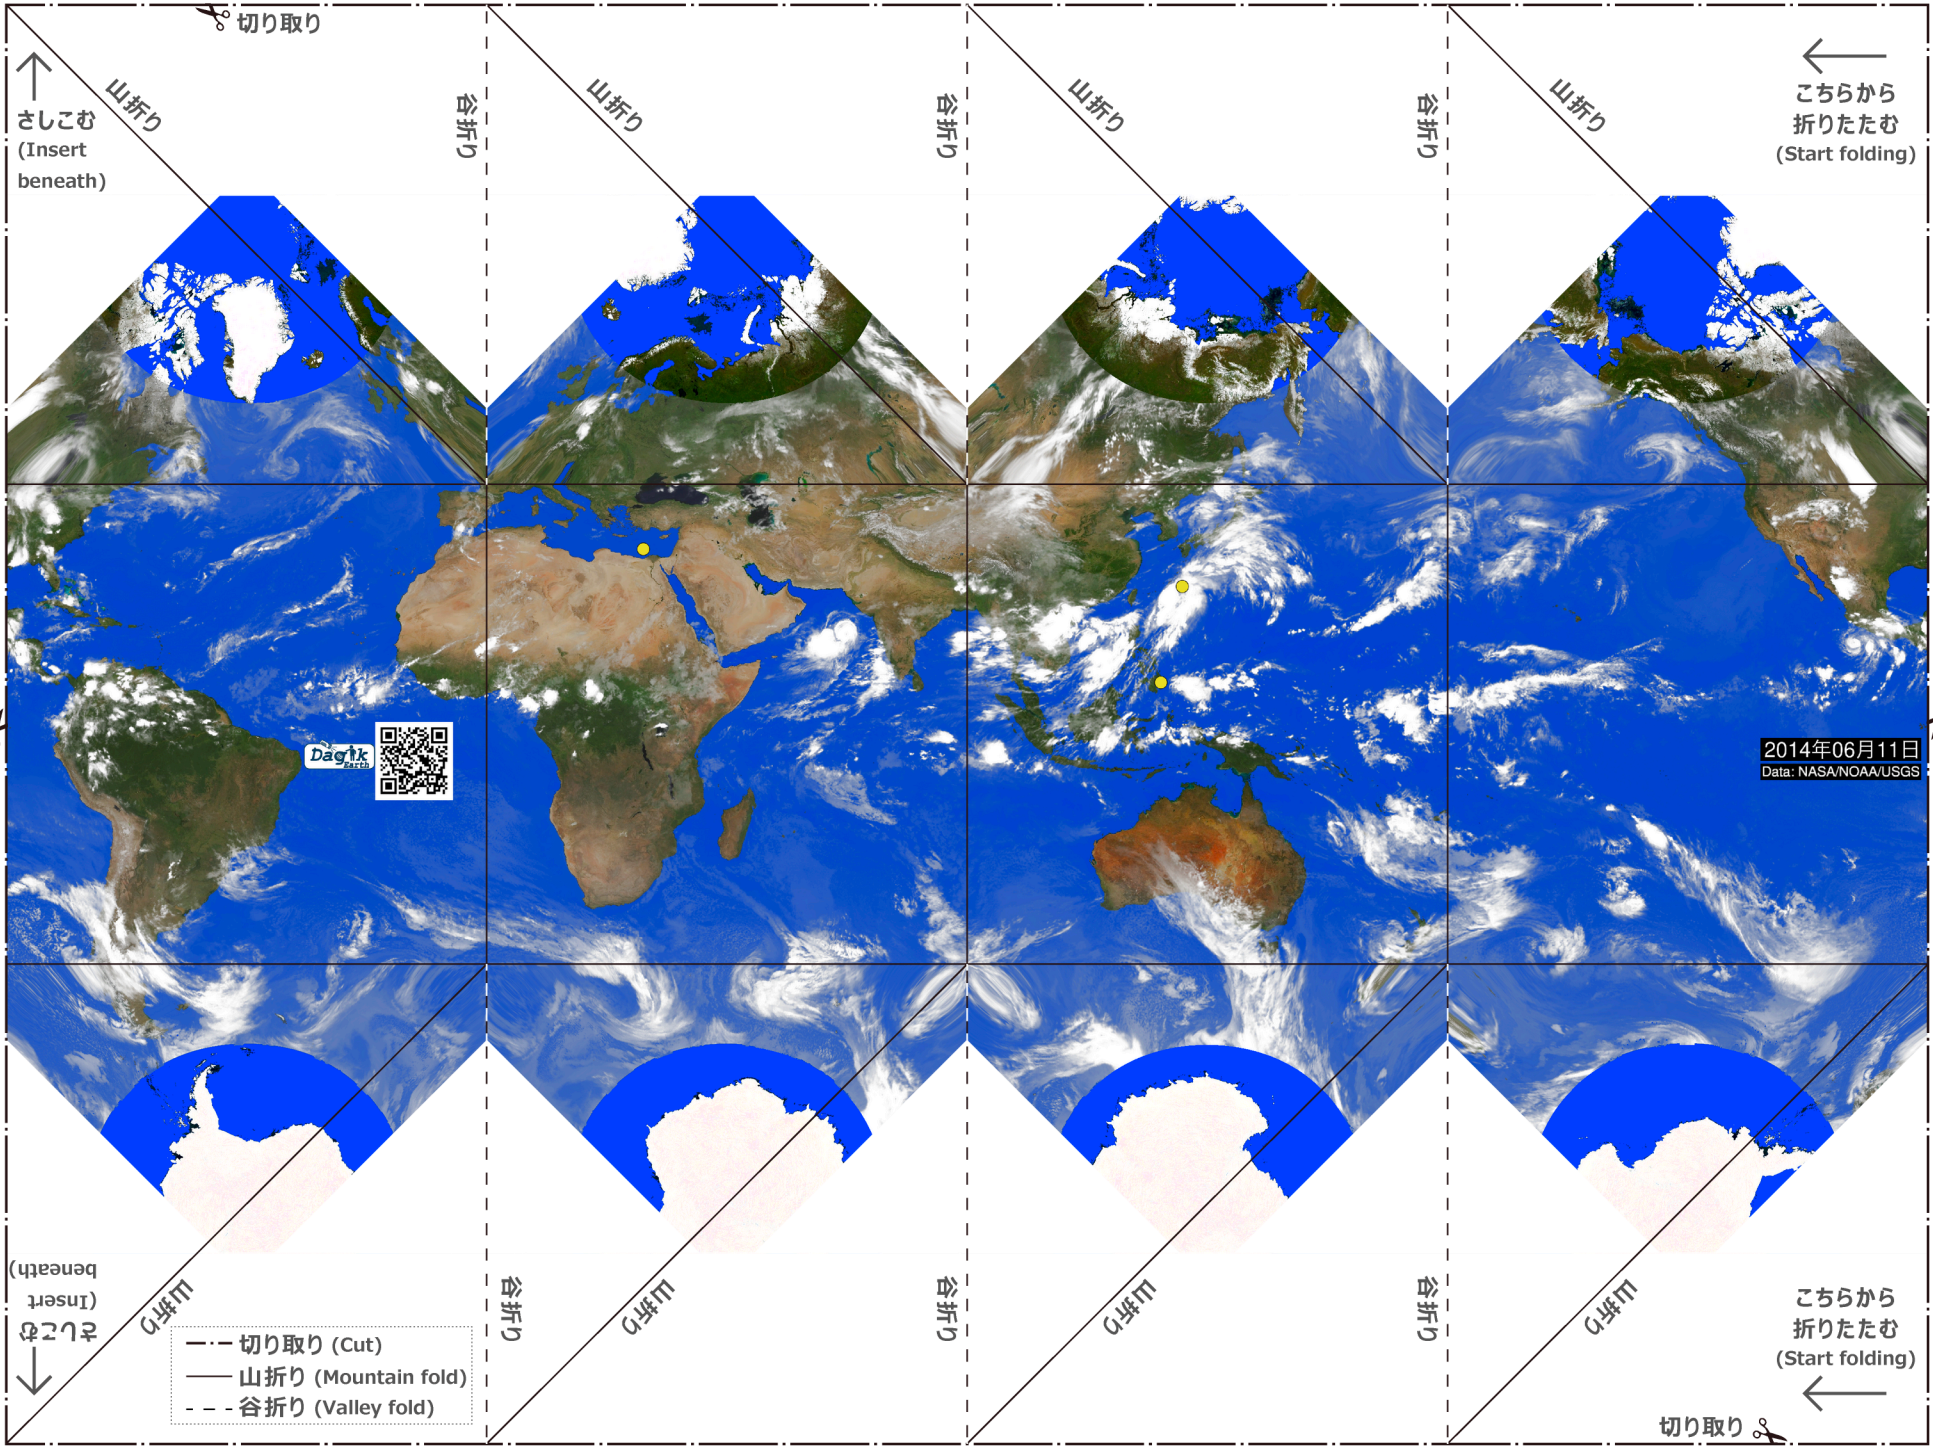 切り取り
山折り
谷折り
山折り
谷折り
山折り
谷折り
山折り
さしこむ
(Insert
beneath)
こちらから
折りたたむ
(Start folding)
Dagik
Earth
2014年06月11日
Data: NASA/NOAA/USGS
さしこむ
(Insert
beneath)
山折り
谷折り
山折り
谷折り
山折り
谷折り
山折り
こちらから
折りたたむ
(Start folding)
切り取り (Cut)
山折り (Mountain fold)
谷折り (Valley fold)
切り取り